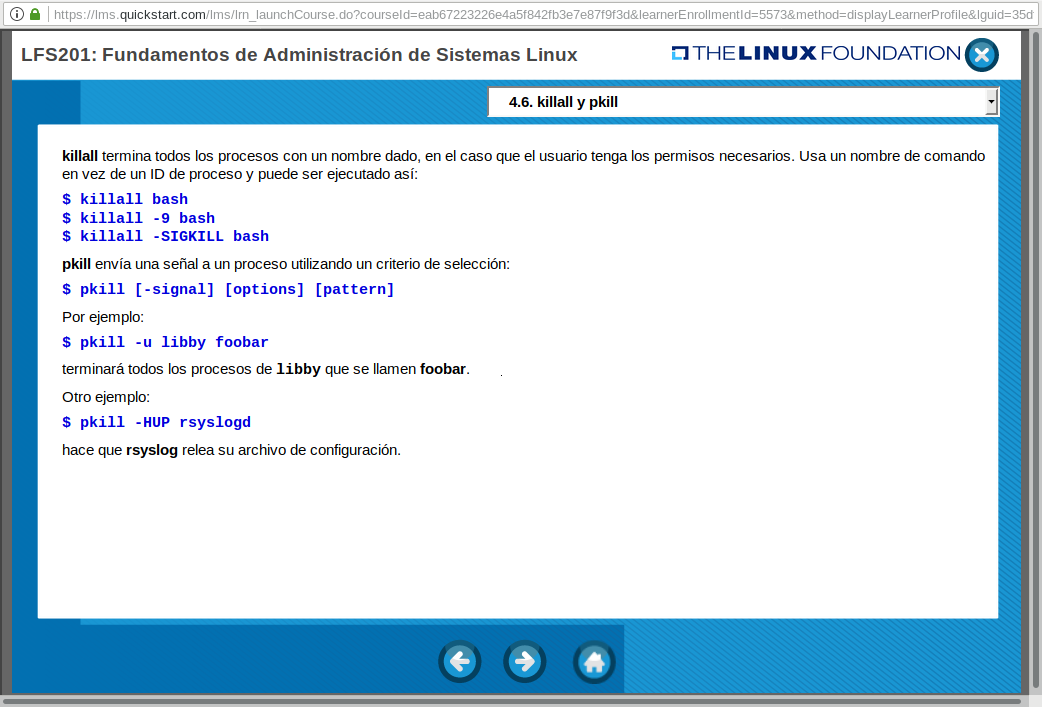 https://lms.quickstart.com/lms/lrn_launchCourse.do?courseId=eab67223226e4a5f842fb3e7e87f9f3d&learnerEnrollmentId=5573&method=displayLearnerProfile&lguid=35d
LFS201: Fundamentos de Administración de Sistemas Linux
THE LINUX FOUNDATION
4.6. killall y pkill
killall termina todos los procesos con un nombre dado, en el caso que el usuario tenga los permisos necesarios. Usa un nombre de comando
en vez de un ID de proceso y puede ser ejecutado así:
$ killall bash
$ killall -9 bash
$ killall -SIGKILL bash
pkill envía una señal a un proceso utilizando un criterio de selección:
$ pkill [-signal] [options] [pattern]
Por ejemplo:
$ pkill -u libby foobar
terminará todos los procesos de libby que se llamen foobar.
Otro ejemplo:
$ pkill -HUP rsyslogd
hace que rsyslog relea su archivo de configuración.